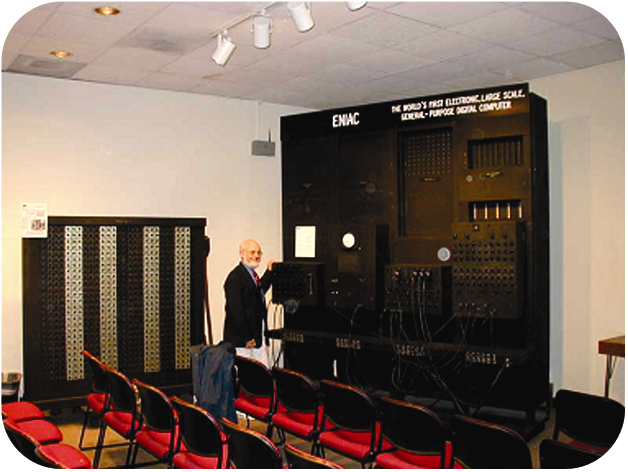 ENIAC
THE WORLD'S FIRST ELECTRONIC, LARGE SCALE,
GENERAL-PURPOSE DIGITAL COMPUTER